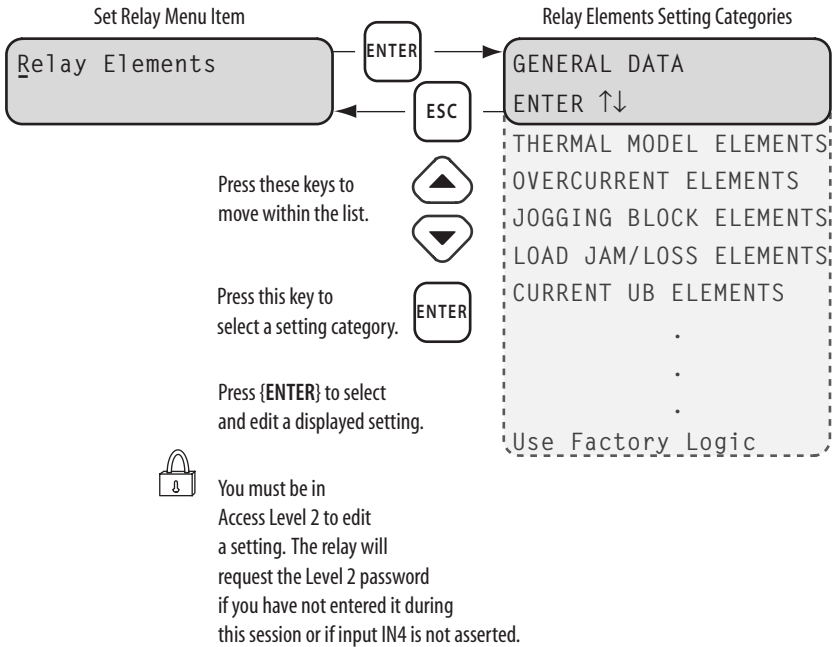 Set Relay Menu Item
Relay Elements Setting Categories
Relay Elements
ENTER
GENERAL DATA
ENTER ↑↓
ESC
THERMAL MODEL ELEMENTS
OVERCURRENT ELEMENTS
JOGGING BLOCK ELEMENTS
LOAD JAM/LOSS ELEMENTS
CURRENT UB ELEMENTS
.
.
.
Use Factory Logic
Press these keys to
move within the list.
Press this key to
select a setting category.
ENTER
Press {ENTER} to select
and edit a displayed setting.
You must be in
Access Level 2 to edit
a setting. The relay will
request the Level 2 password
if you have not entered it during
this session or if input IN4 is not asserted.